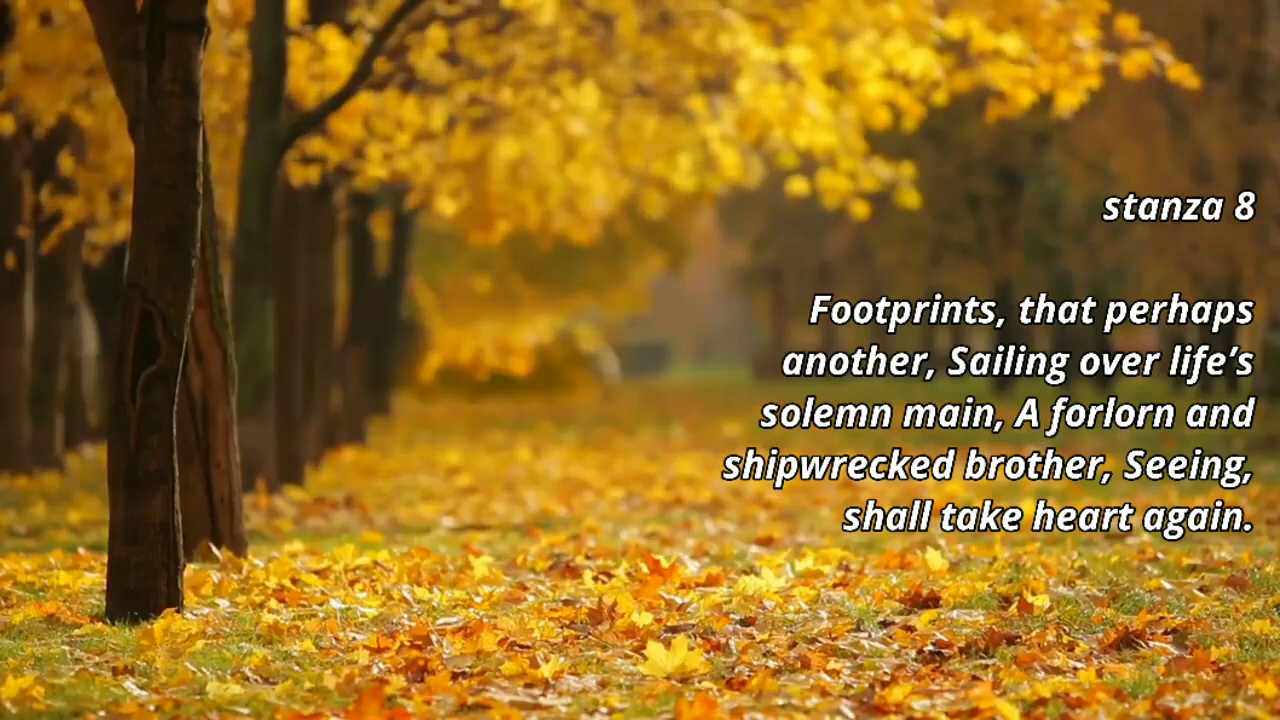 stanza 8
Footprints, that perhaps
another, Sailing over life’s
solemn main, A forlorn and
shipwrecked brother, Seeing,
shall take heart again.